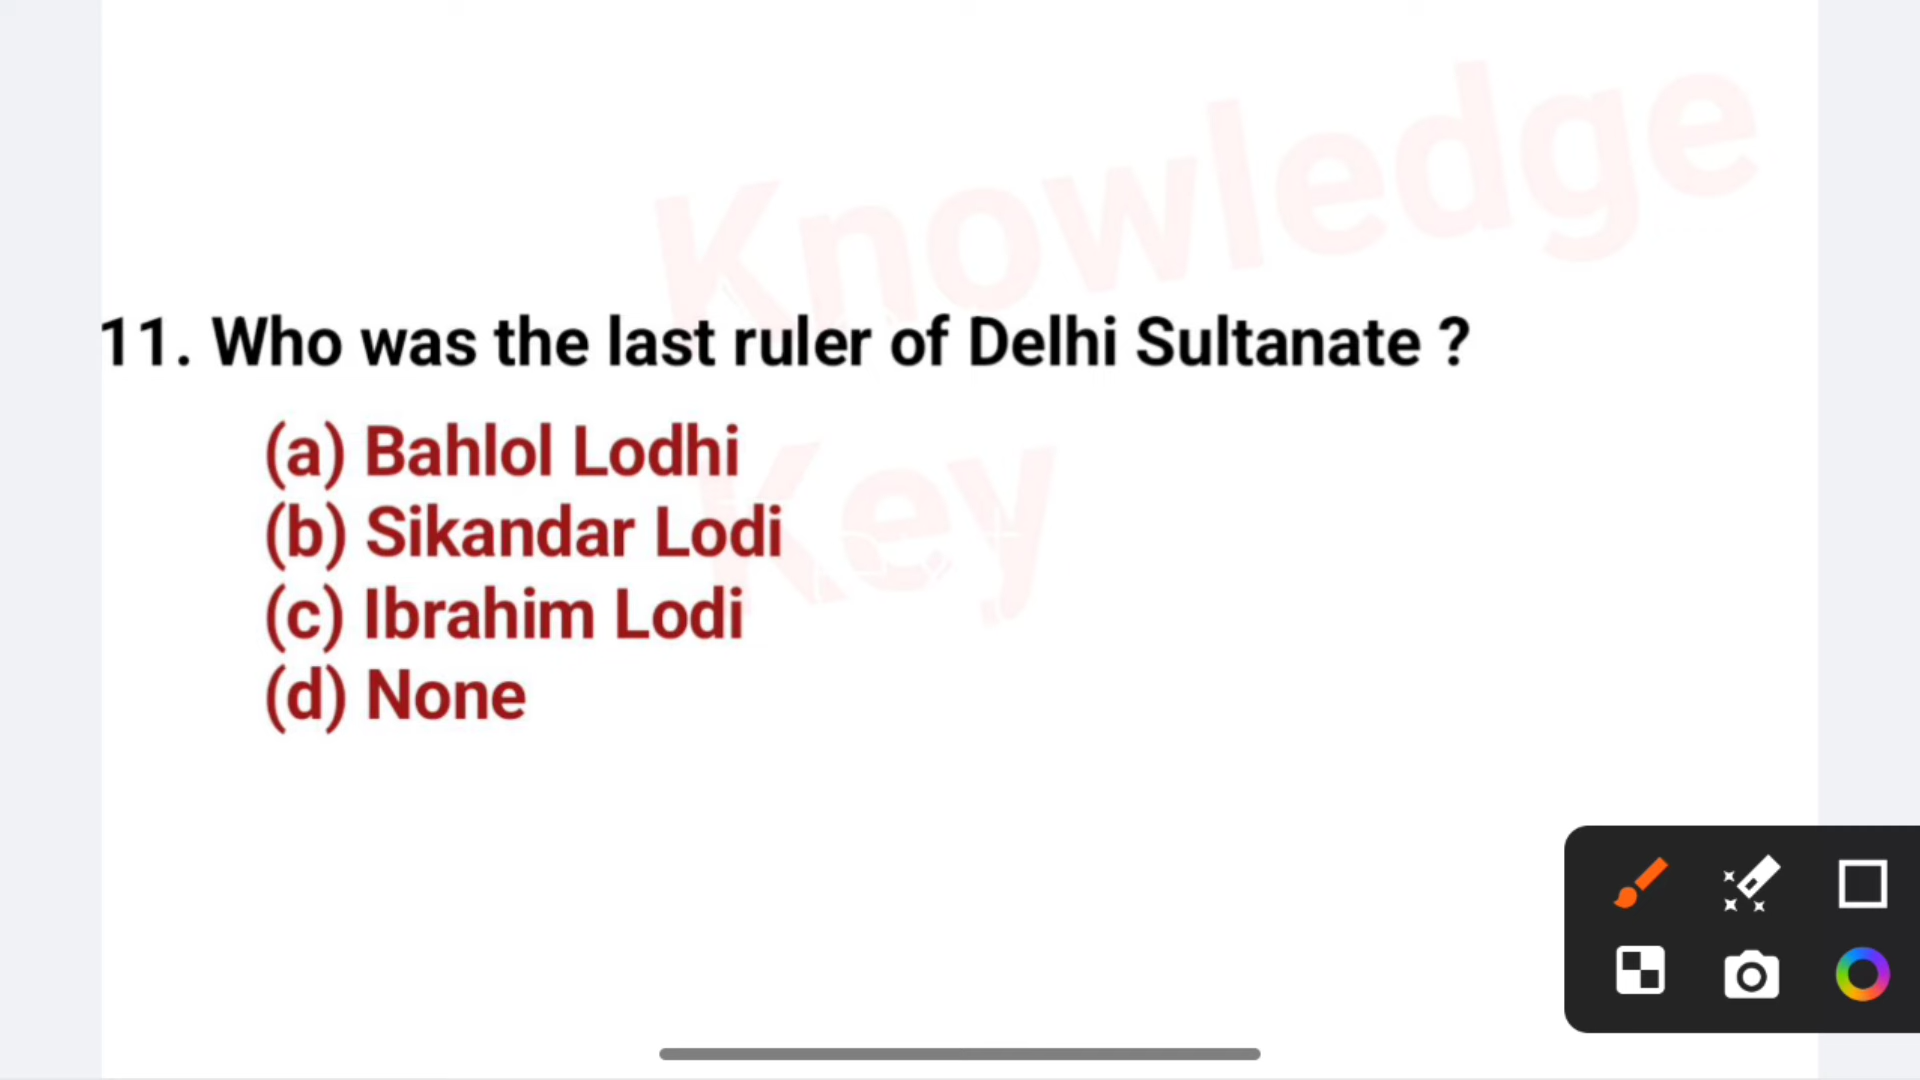 Knowledge
11. Who was the last ruler of Delhi Sultanate ?
(a) Bahlol Lodhi
Key
(b) Sikandar Lodi
(c) Ibrahim Lodi
(d) None